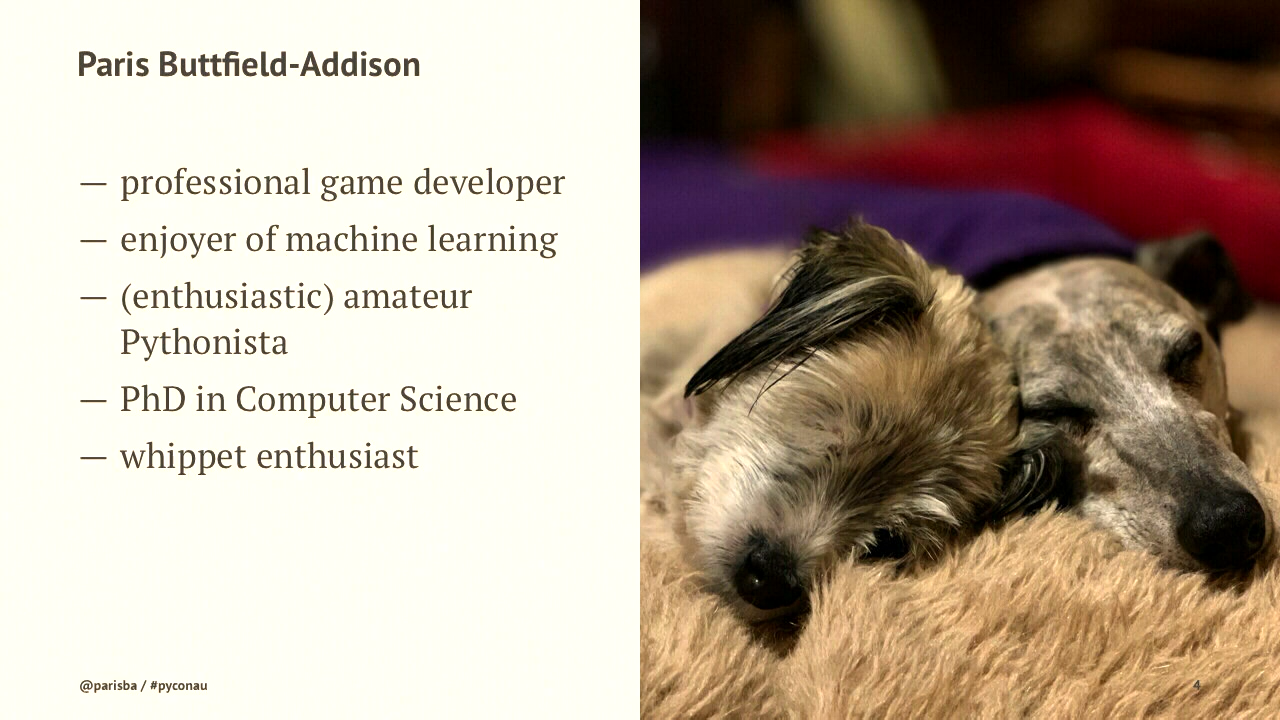 Paris Buttfield-Addison
— professional game developer
— enjoyer of machine learning
— (enthusiastic) amateur
Pythonista
— PhD in Computer Science
— whippet enthusiast
@parisba / #pyconau
4